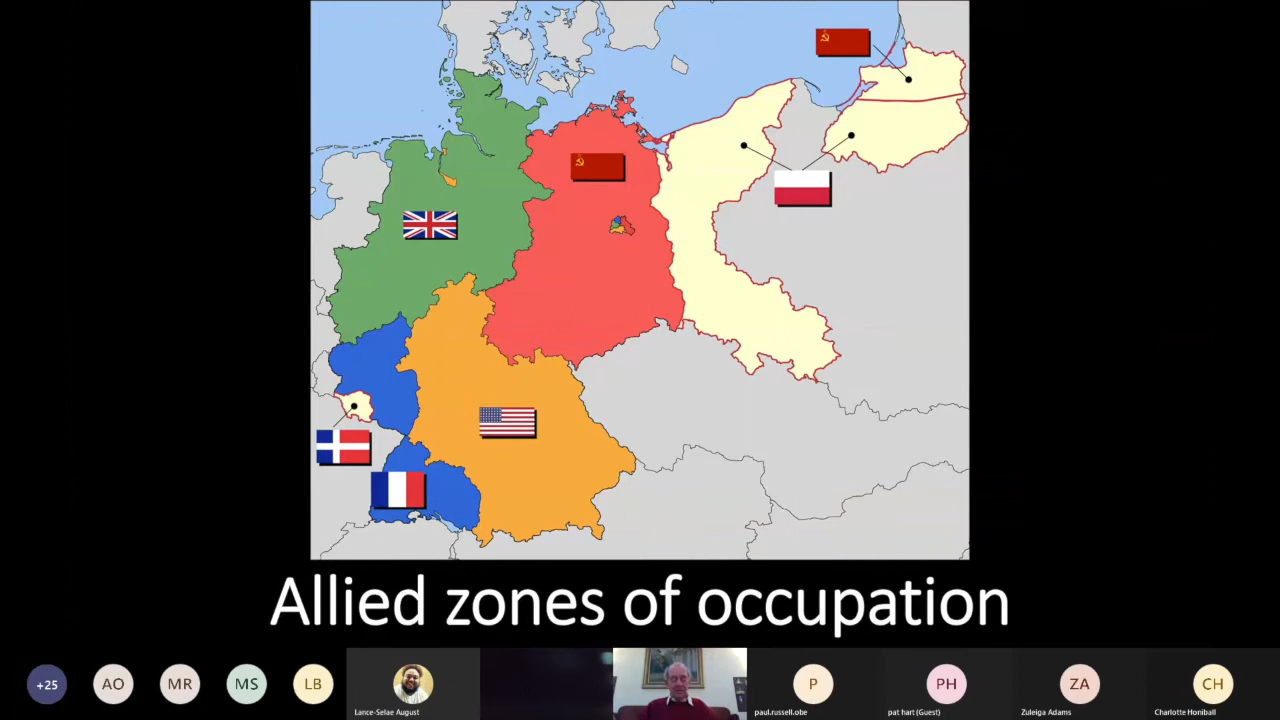 Allied zones of occupation
+25
AO
MR
MS
LB
Lance-Selae August
P
paul.russell.obe
PH
pat hart (Guest)
ZA
Zuleiga Adams
CH
Charlotte Honiball